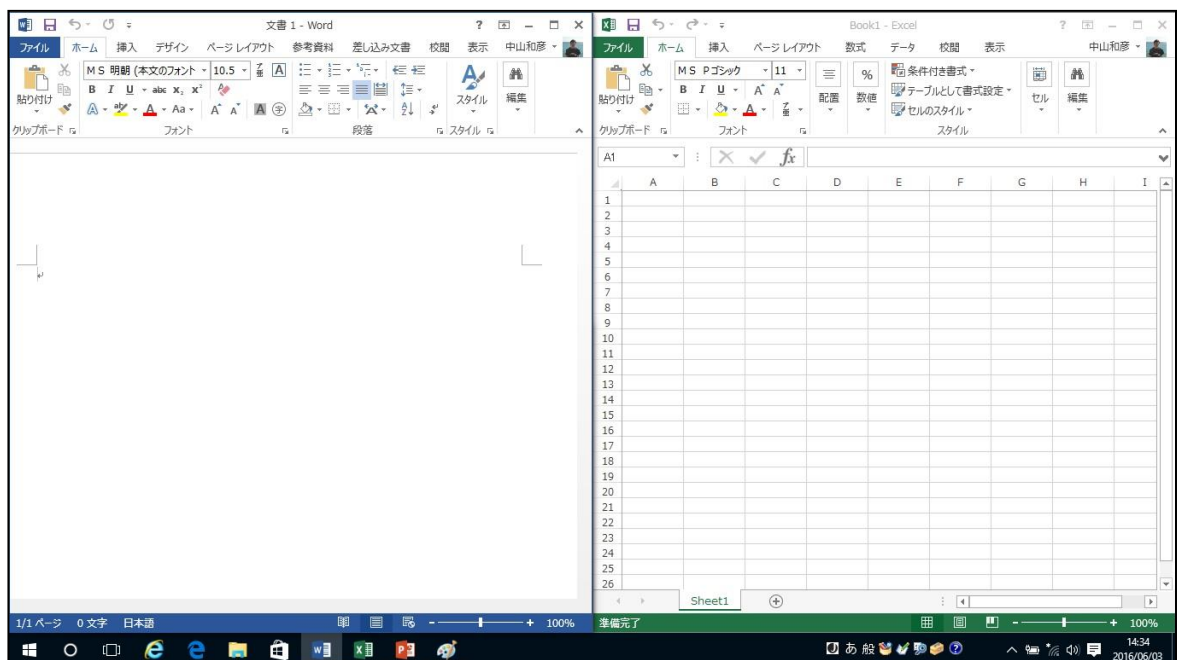 文書 1 - Word
ファイル ホーム 挿入 デザイン ページ レイアウト 参考資料 差し込み文書 校閲 表示 中山和彦
貼り付け
ＭＳ 明朝 (本文のフォント 10.5
B I U abc x₂ x²
Aa A A A 字
スタイル 編集
クリップボード フォント 段落 スタイル
1/1 ページ 0 文字 日本語 100%
Book1 - Excel
ファイル ホーム 挿入 ページ レイアウト 数式 データ 校閲 表示 中山和彦
貼り付け
ＭＳ Ｐゴシック 11
B I U A A
配置 数値
条件付き書式
テーブルとして書式設定
セルのスタイル
セル 編集
クリップボード フォント スタイル
A1 fx
A B C D E F G H I
1
2
3
4
5
6
7
8
9
10
11
12
13
14
15
16
17
18
19
20
21
22
23
24
25
26
Sheet1
準備完了 100%
あ 般
14:34
2016/06/03